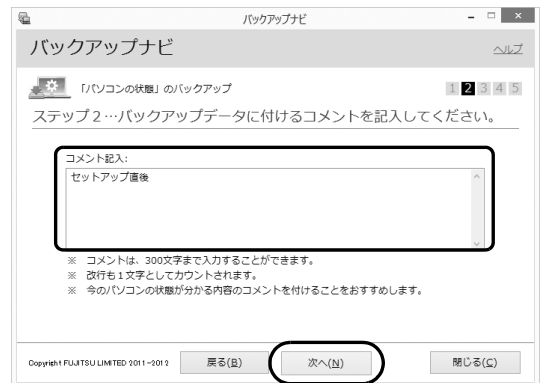 バックアップナビ
バックアップナビ
ヘルプ
「パソコンの状態」のバックアップ
1 2 3 4 5
ステップ2…バックアップデータに付けるコメントを記入してください。
コメント記入:
セットアップ直後
※ コメントは、300文字まで入力することができます。
※ 改行も1文字としてカウントされます。
※ 今のパソコンの状態が分かる内容のコメントを付けることをおすすめします。
Copyright FUJITSU LIMITED 2011-2012
戻る(B)
次へ(N)
閉じる(C)